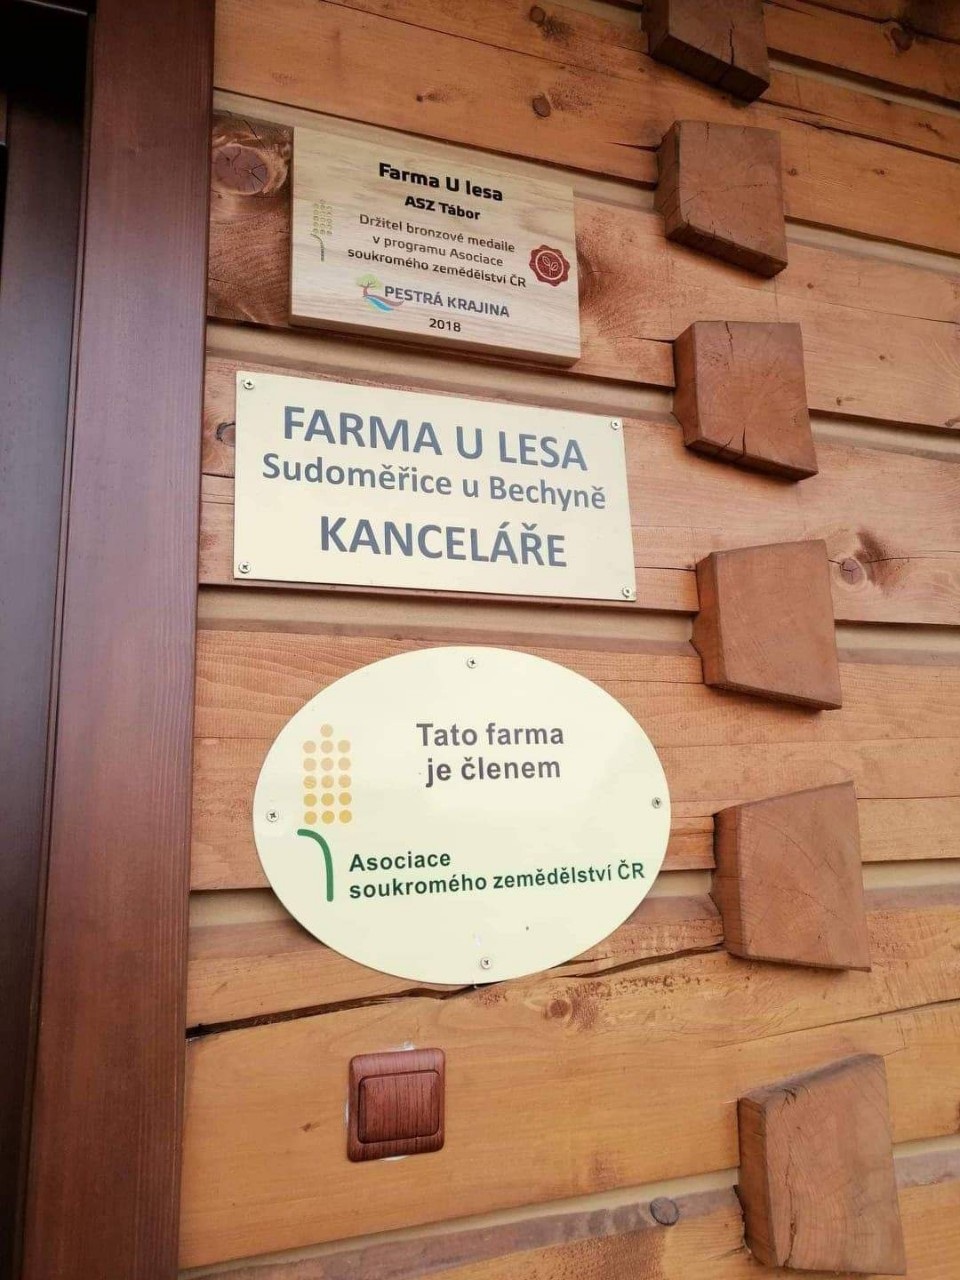 Farma U lesa
ASZ Tábor
Držitel bronzové medaile
v programu Asociace
soukromého zemědělství ČR
PESTRÁ KRAJINA
2018
FARMA U LESA
Sudoměřice u Bechyně
KANCELÁŘE
Tato farma
je členem
Asociace
soukromého zemědělství ČR